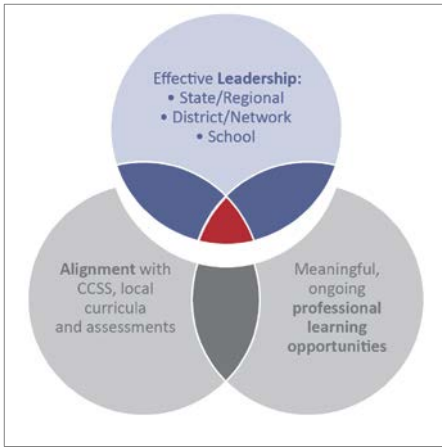 Effective Leadership:
• State/Regional
• District/Network
• School
Alignment with
CCSS, local
curricula
and assessments
Meaningful,
ongoing
professional
learning
opportunities